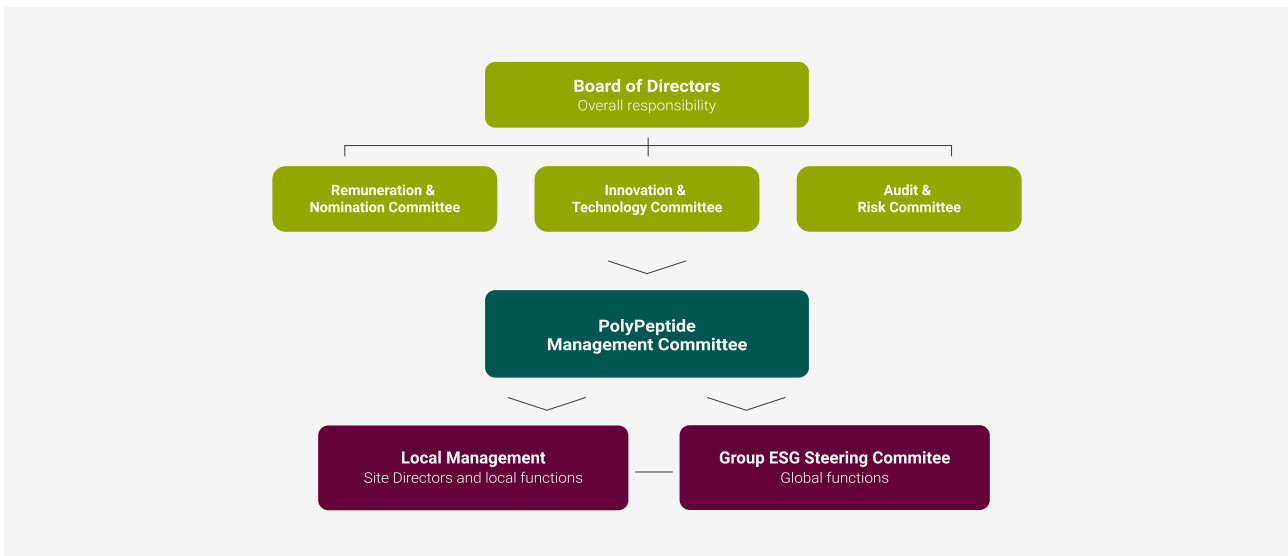 Board of Directors
Overall responsibility
Remuneration &
Nomination Committee
Innovation &
Technology Committee
Audit &
Risk Committee
PolyPeptide
Management Committee
Local Management
Site Directors and local functions
Group ESG Steering Commitee
Global functions